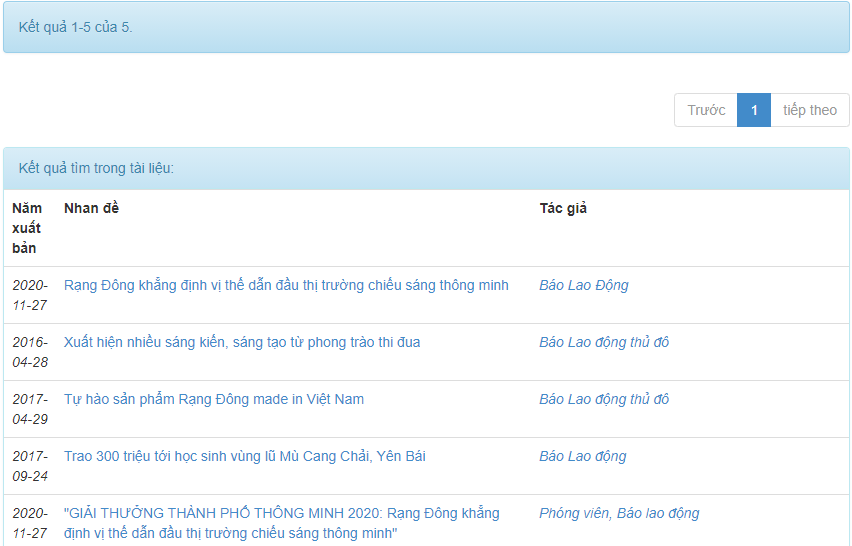 Kết quả 1-5 của 5.
Trước 1 tiếp theo
Kết quả tìm trong tài liệu:
Năm xuất bản Nhan đề Tác giả
2020-11-27 Rạng Đông khẳng định vị thế dẫn đầu thị trường chiếu sáng thông minh Báo Lao Động
2016-04-28 Xuất hiện nhiều sáng kiến, sáng tạo từ phong trào thi đua Báo Lao động thủ đô
2017-04-29 Tự hào sản phẩm Rạng Đông made in Việt Nam Báo Lao động thủ đô
2017-09-24 Trao 300 triệu tới học sinh vùng lũ Mù Cang Chải, Yên Bái Báo Lao động
2020-11-27 "GIẢI THƯỞNG THÀNH PHỐ THÔNG MINH 2020: Rạng Đông khẳng định vị thế dẫn đầu thị trường chiếu sáng thông minh" Phóng viên, Báo lao động